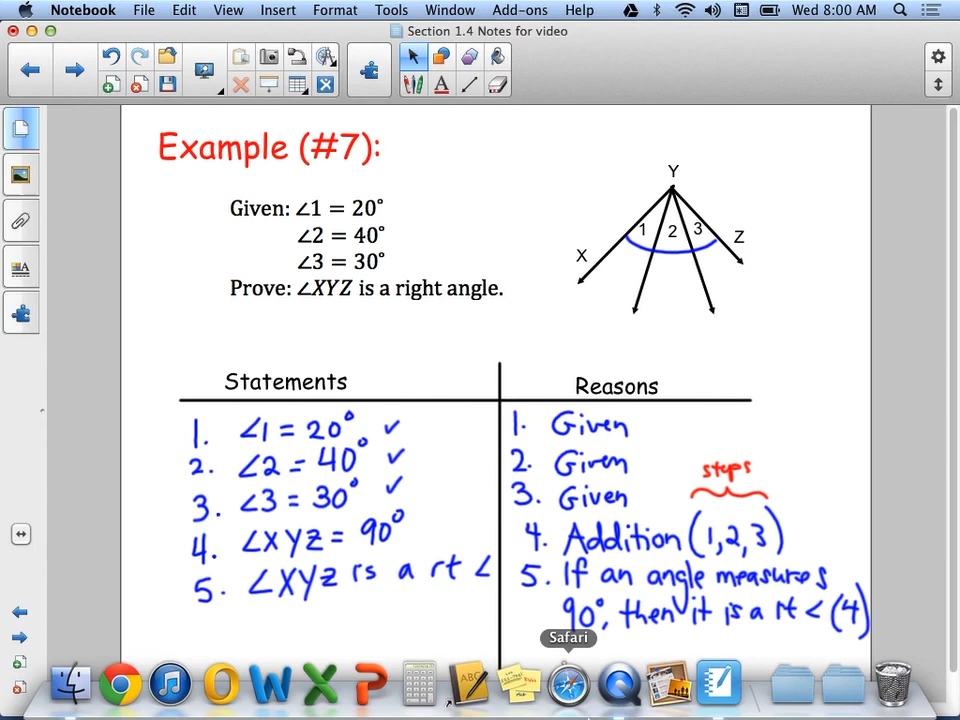 Notebook File Edit View Insert Format Tools Window Add-ons Help Wed 8:00 AM
Section 1.4 Notes for video
Example (#7):
Given: ∠1 = 20°
∠2 = 40°
∠3 = 30°
Prove: ∠XYZ is a right angle.
Y
1 2 3
X
Z
Statements
1. ∠1 = 20° ✓
2. ∠2 = 40° ✓
3. ∠3 = 30° ✓
4. ∠XYZ = 90°
5. ∠XYZ is a rt ∠
Reasons
1. Given
2. Given
steps
3. Given
4. Addition (1,2,3)
5. If an angle measures
90°, then it is a rt ∠ (4)
Safari